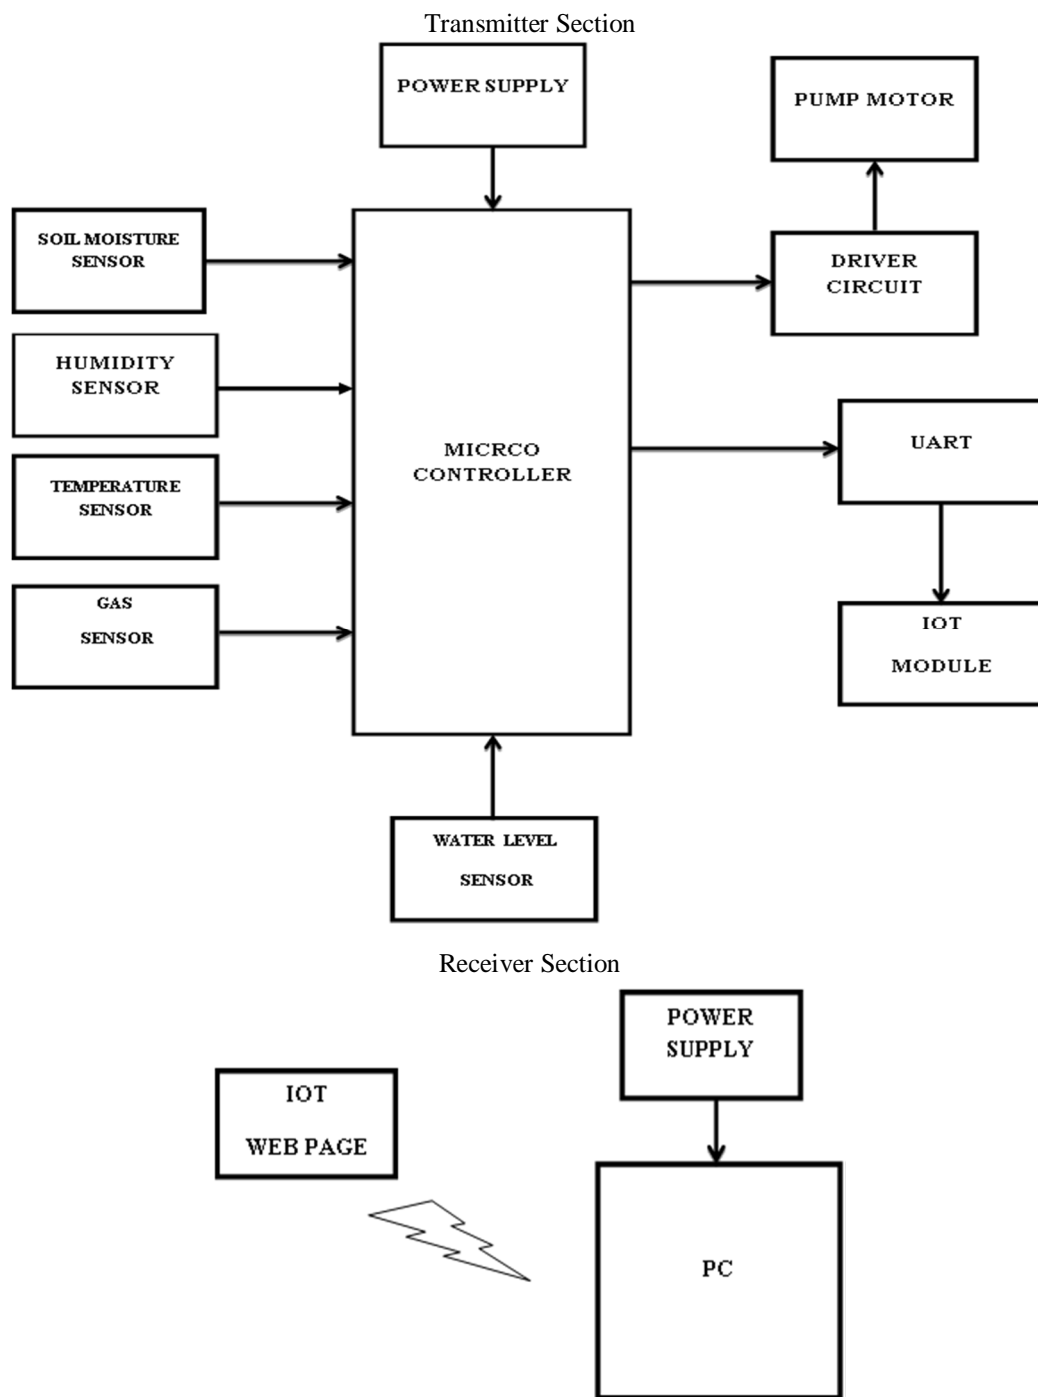 Transmitter Section
POWER SUPPLY
PUMP MOTOR
SOIL MOISTURE
SENSOR
DRIVER
CIRCUIT
HUMIDITY
SENSOR
MICRCO
CONTROLLER
UART
TEMPERATURE
SENSOR
GAS
SENSOR
IOT
MODULE
WATER LEVEL
SENSOR
Receiver Section
POWER
SUPPLY
IOT
WEB PAGE
PC